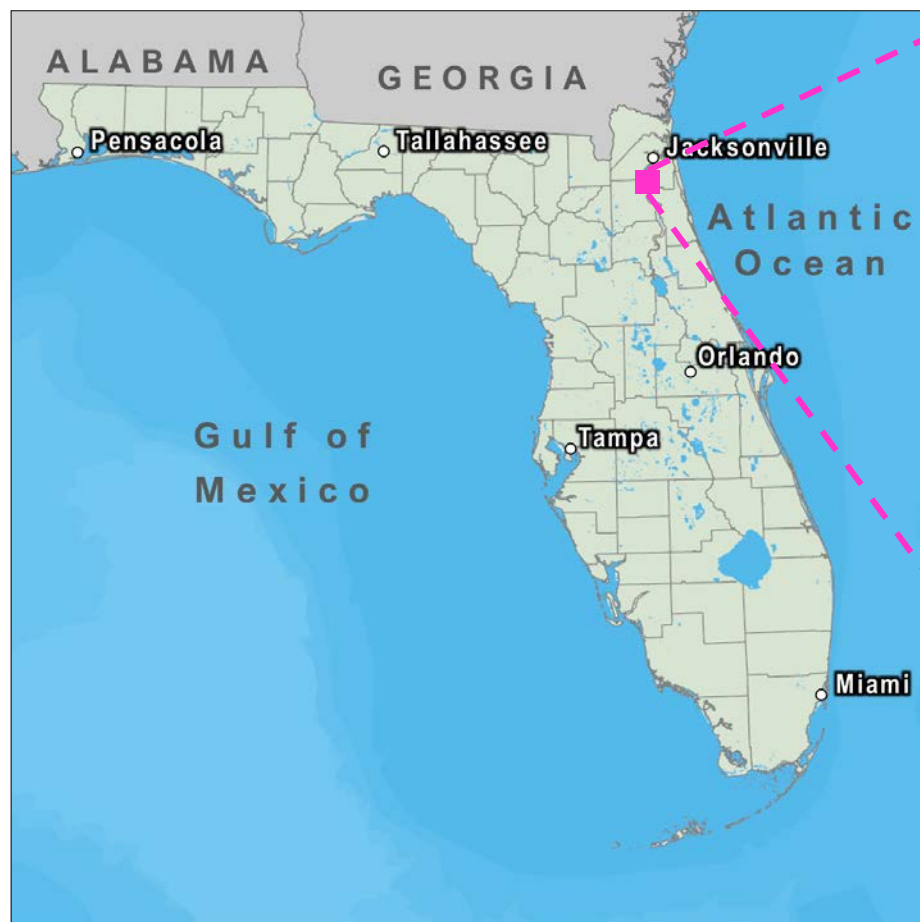 ALABAMA
GEORGIA
Pensacola
Tallahassee
Jacksonville
Atlantic
Ocean
Orlando
Gulf of
Mexico
Tampa
Miami